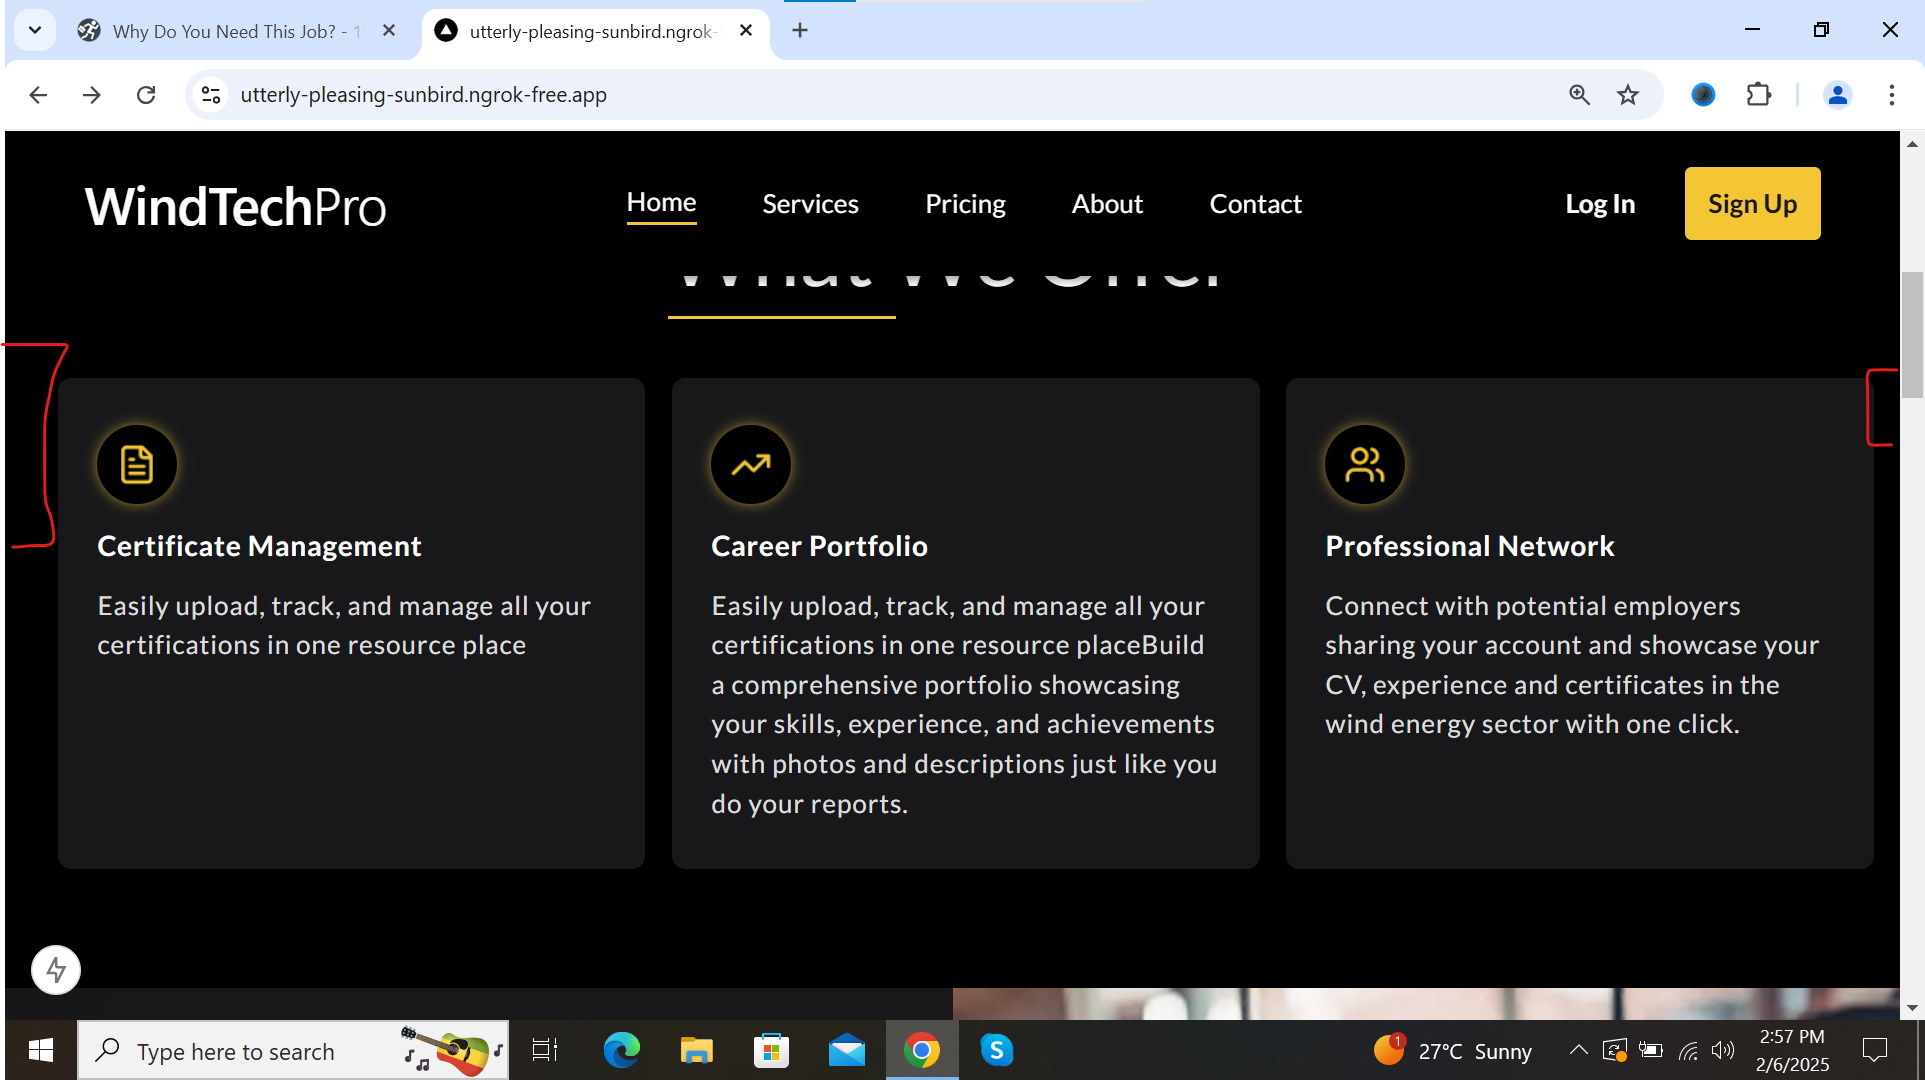 Why Do You Need This Job? - 1
utterly-pleasing-sunbird.ngrok-
utterly-pleasing-sunbird.ngrok-free.app
WindTechPro
Home
Services
Pricing
About
Contact
Log In
Sign Up
What We Offer
Certificate Management
Easily upload, track, and manage all your
certifications in one resource place
Career Portfolio
Easily upload, track, and manage all your
certifications in one resource placeBuild
a comprehensive portfolio showcasing
your skills, experience, and achievements
with photos and descriptions just like you
do your reports.
Professional Network
Connect with potential employers
sharing your account and showcase your
CV, experience and certificates in the
wind energy sector with one click.
Type here to search
S
1
27°C Sunny
2:57 PM
2/6/2025